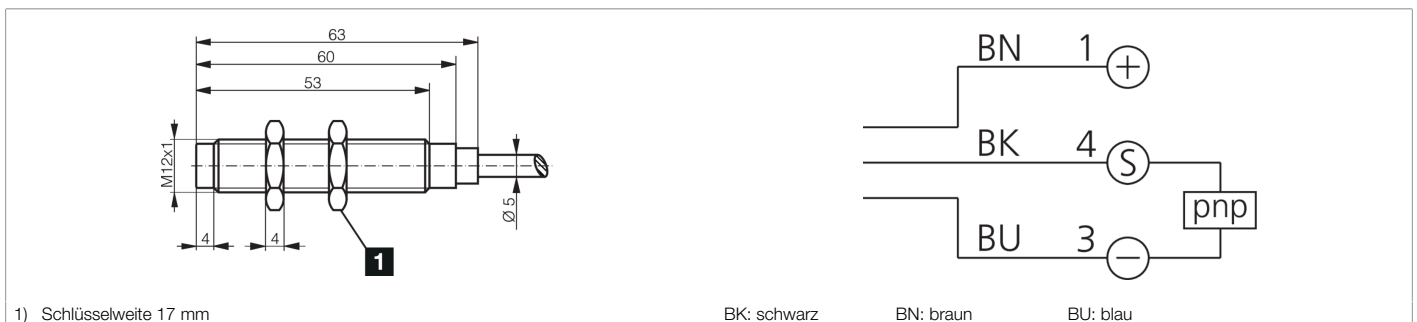 63
60
53
M12x1
4
4
Ø 5
1
BN 1
BK 4 S
pnp
BU 3
1) Schlüsselweite 17 mm
BK: schwarz BN: braun BU: blau